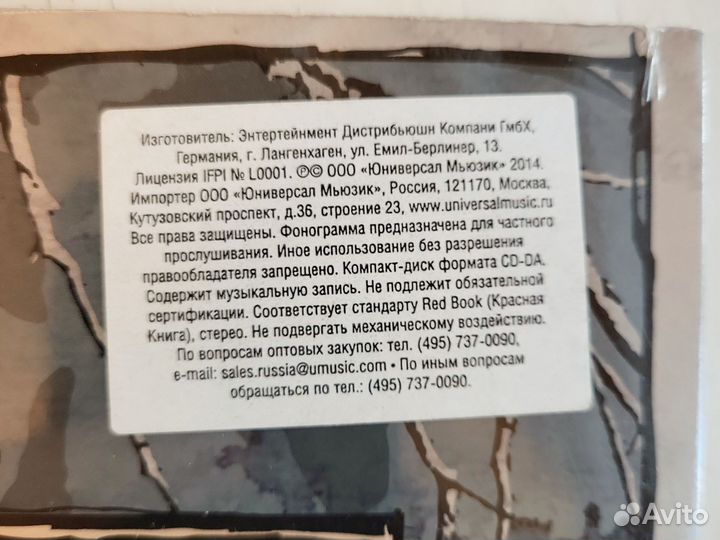 Изготовитель: Энтертейнмент Дистрибьюшн Компани ГмбХ,
Германия, г. Лангенхаген, ул. Емил-Берлинер, 13.
Лицензия IFPI № L0001. ℗© ООО «Юниверсал Мьюзик» 2014.
Импортер ООО «Юниверсал Мьюзик», Россия, 121170, Москва,
Кутузовский проспект, д.36, строение 23, www.universalmusic.ru
Все права защищены. Фонограмма предназначена для частного
прослушивания. Иное использование без разрешения
правообладателя запрещено. Компакт-диск формата CD-DA.
Содержит музыкальную запись. Не подлежит обязательной
сертификации. Соответствует стандарту Red Book (Красная
Книга), стерео. Не подвергать механическому воздействию.
По вопросам оптовых закупок: тел. (495) 737-0090,
e-mail: sales.russia@umusic.com • По иным вопросам
обращаться по тел.: (495) 737-0090.
Avito